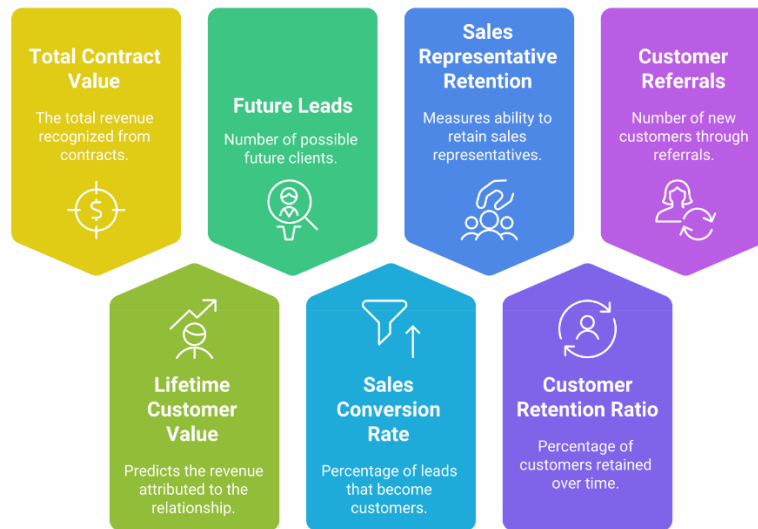 Total Contract
Value
The total revenue
recognized from
contracts.
$
Future Leads
Number of possible
future clients.
Sales
Representative
Retention
Measures ability to
retain sales
representatives.
Customer
Referrals
Number of new
customers through
referrals.
Lifetime
Customer
Value
Predicts the revenue
attributed to the
relationship.
Sales
Conversion
Rate
Percentage of leads
that become
customers.
Customer
Retention Ratio
Percentage of
customers retained
over time.